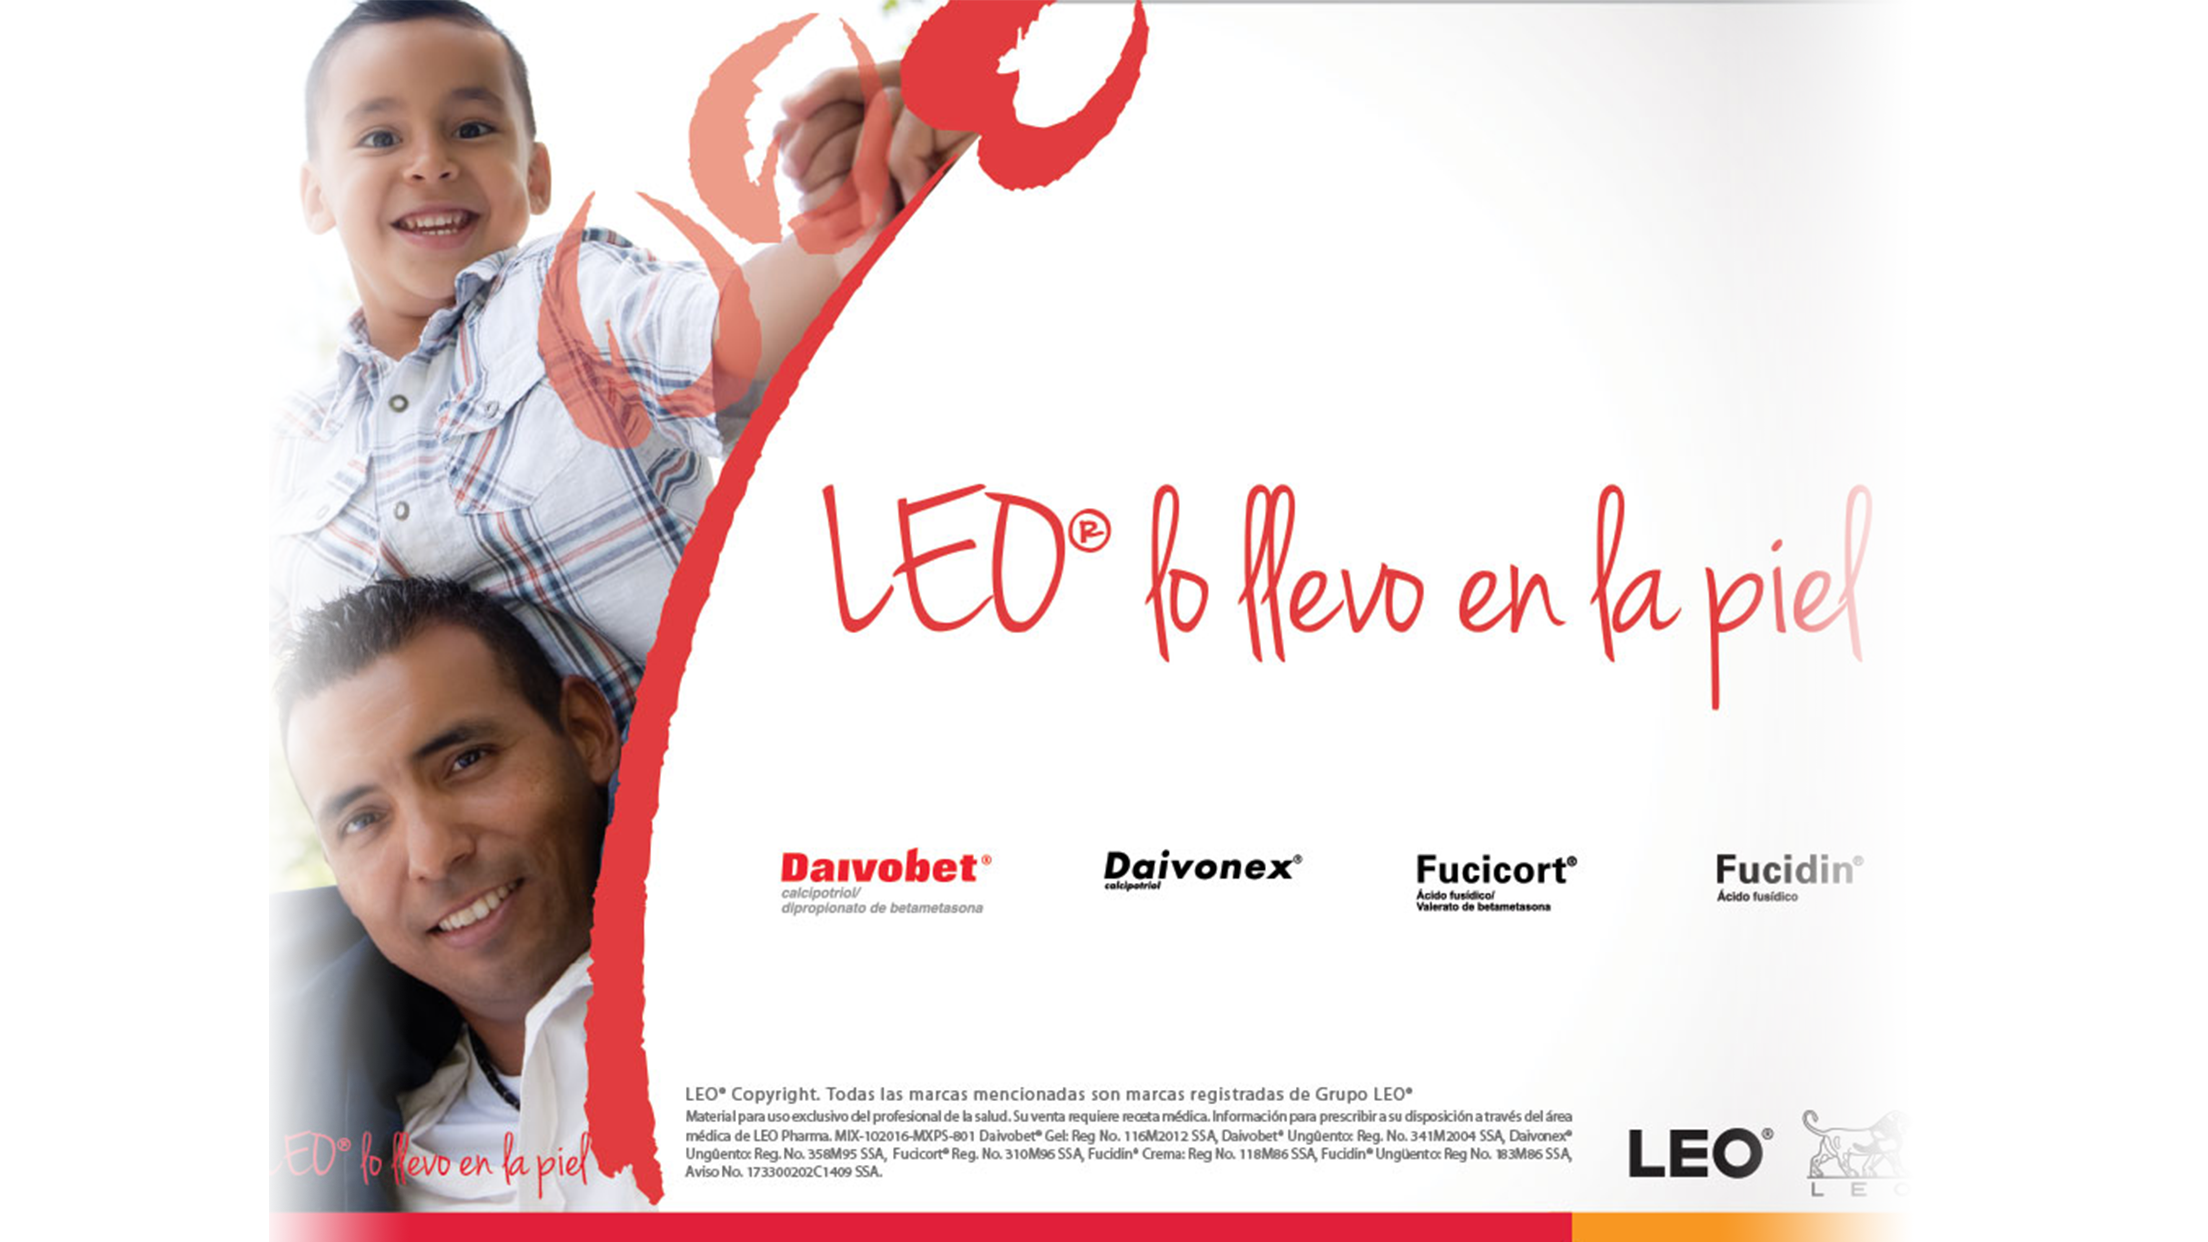 LEO® lo llevo en la piel
Daivobet®
calcipotriol/
dipropionato de betametasona
Daivonex®
calcipotriol
Fucicort®
Ácido fusídico/
Valerato de betametasona
Fucidin®
Ácido fusídico
LEO® Copyright. Todas las marcas mencionadas son marcas registradas de Grupo LEO®
Material para uso exclusivo del profesional de la salud. Su venta requiere receta médica. Información para prescribir a su disposición a través del área
médica de LEO Pharma. MIX-102016-MXPS-801 Daivobet® Gel: Reg No. 116M2012 SSA, Daivobet® Ungüento: Reg. No. 341M2004 SSA, Daivonex®
Ungüento: Reg. No. 358M95 SSA, Fucicort® Reg. No. 310M96 SSA, Fucidin® Crema: Reg No. 118M86 SSA, Fucidin® Ungüento: Reg No. 183M86 SSA,
Aviso No. 173300202C1409 SSA.
LEO® lo llevo en la piel
LEO®
LEO